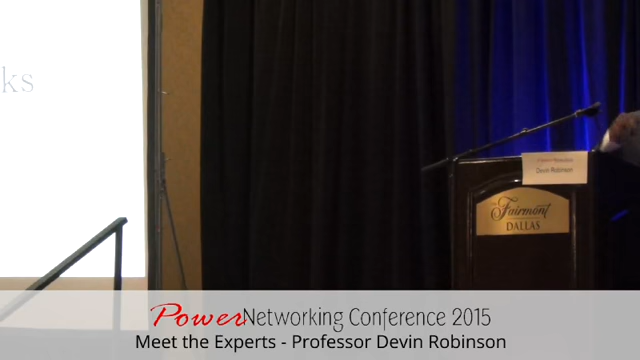 ks
Devin Robinson
Fairmont
DALLAS
PowerNetworking Conference 2015
Meet the Experts - Professor Devin Robinson